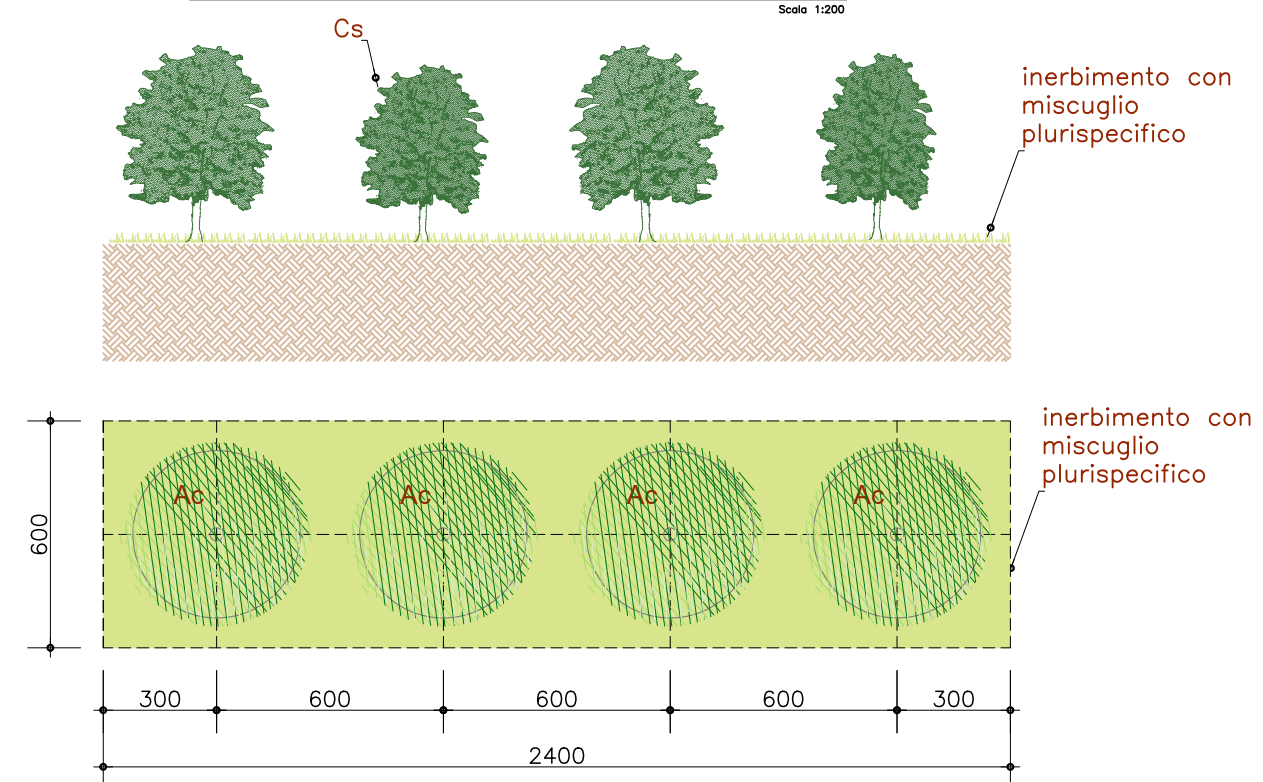 Scala 1:200
Cs
inerbimento con
miscuglio
plurispecifico
inerbimento con
miscuglio
plurispecifico
Ac Ac Ac Ac
600
300 600 600 600 300
2400